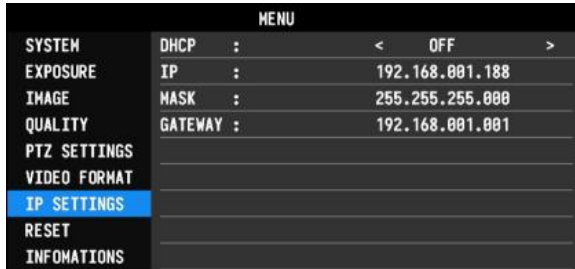 MENU
SYSTEM DHCP : < OFF >
EXPOSURE IP : 192.168.001.188
IMAGE MASK : 255.255.255.000
QUALITY GATEWAY : 192.168.001.001
PTZ SETTINGS
VIDEO FORMAT
IP SETTINGS
RESET
INFOMATIONS